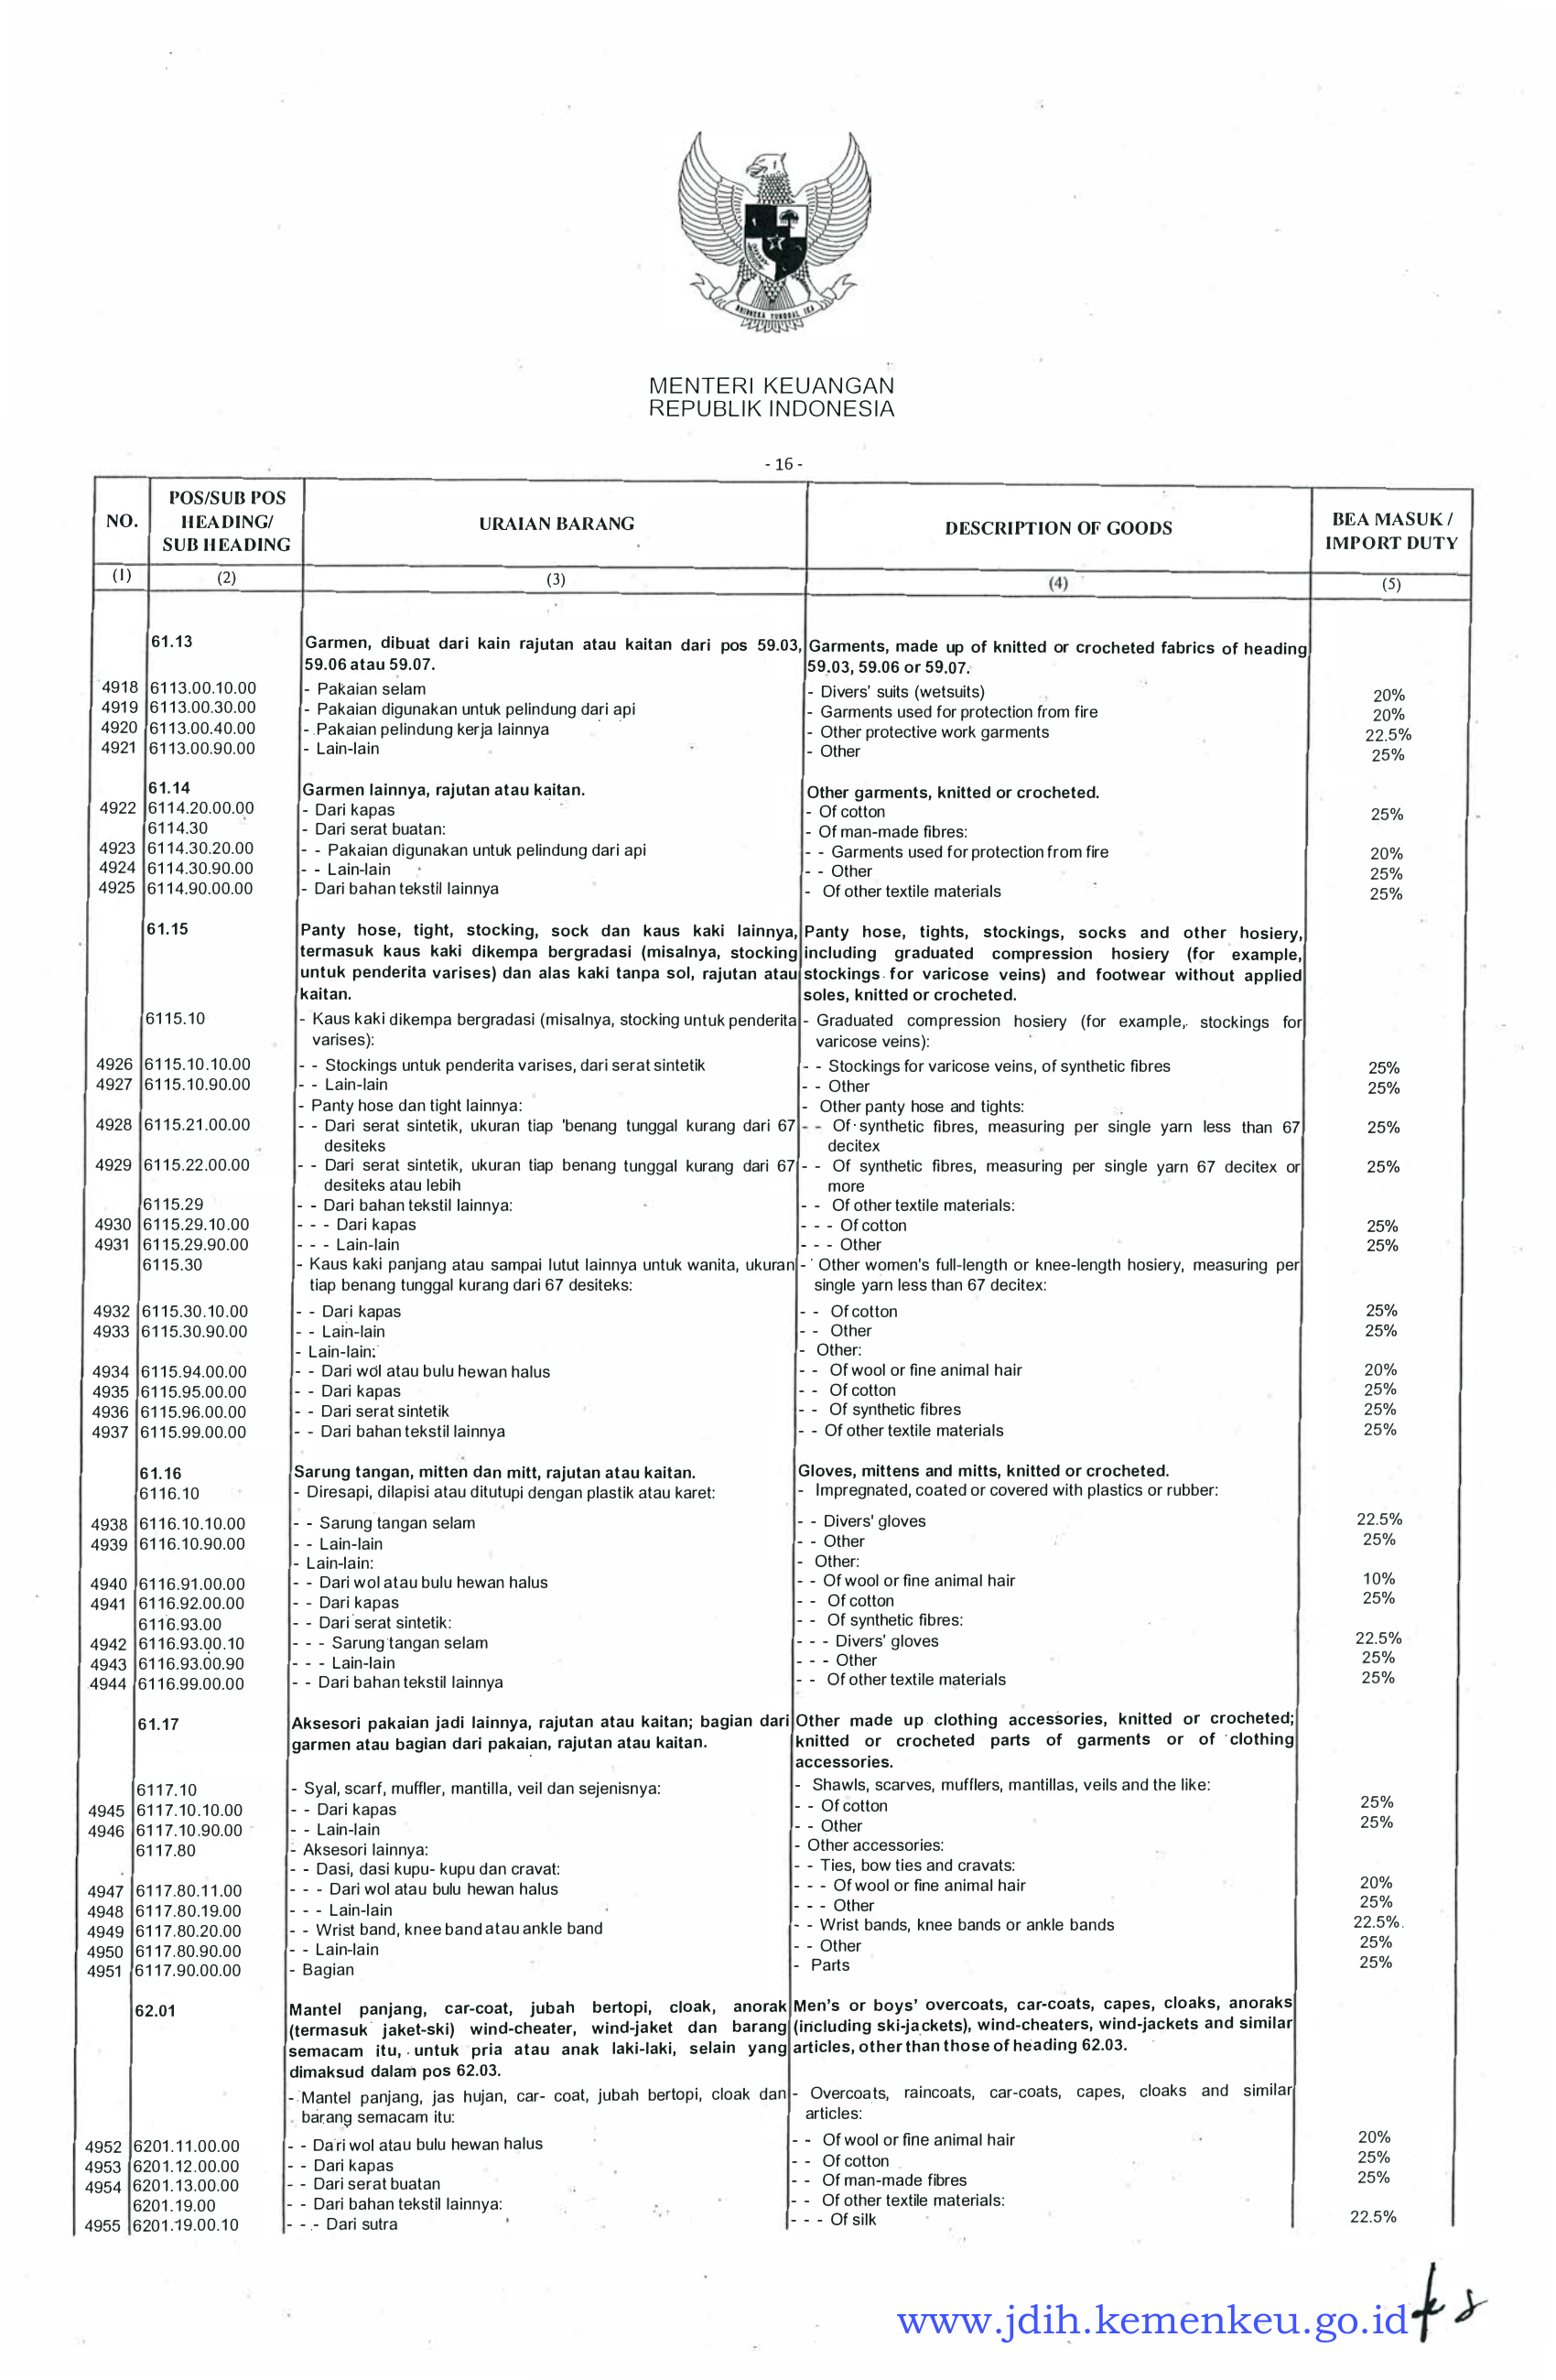 BHINNEKA TUNGGAL IKA
MENTERI KEUANGAN
REPUBLIK INDONESIA
- 16 -
NO. POS/SUB POS HEADING/ SUB HEADING URAIAN BARANG DESCRIPTION OF GOODS BEA MASUK / IMPORT DUTY
(1) (2) (3) (4) (5)
61.13 Garmen, dibuat dari kain rajutan atau kaitan dari pos 59.03, Garments, made up of knitted or crocheted fabrics of heading
59.06 atau 59.07. 59.03, 59.06 or 59.07.
4918 6113.00.10.00 - Pakaian selam - Divers' suits (wetsuits) 20%
4919 6113.00.30.00 - Pakaian digunakan untuk pelindung dari api - Garments used for protection from fire 20%
4920 6113.00.40.00 - Pakaian pelindung kerja lainnya - Other protective work garments 22.5%
4921 6113.00.90.00 - Lain-lain - Other 25%
61.14 Garmen lainnya, rajutan atau kaitan. Other garments, knitted or crocheted.
4922 6114.20.00.00 - Dari kapas - Of cotton 25%
6114.30 - Dari serat buatan: - Of man-made fibres:
4923 6114.30.20.00 - - Pakaian digunakan untuk pelindung dari api - - Garments used for protection from fire 20%
4924 6114.30.90.00 - - Lain-lain - - Other 25%
4925 6114.90.00.00 - Dari bahan tekstil lainnya - Of other textile materials 25%
61.15 Panty hose, tight, stocking, sock dan kaus kaki lainnya, Panty hose, tights, stockings, socks and other hosiery,
termasuk kaus kaki dikempa bergradasi (misalnya, stocking including graduated compression hosiery (for example,
untuk penderita varises) dan alas kaki tanpa sol, rajutan atau stockings for varicose veins) and footwear without applied
kaitan. soles, knitted or crocheted.
6115.10 - Kaus kaki dikempa bergradasi (misalnya, stocking untuk penderita - Graduated compression hosiery (for example, stockings for
varises): varicose veins):
4926 6115.10.10.00 - - Stockings untuk penderita varises, dari serat sintetik - - Stockings for varicose veins, of synthetic fibres 25%
4927 6115.10.90.00 - - Lain-lain - - Other 25%
- Panty hose dan tight lainnya: - Other panty hose and tights:
4928 6115.21.00.00 - - Dari serat sintetik, ukuran tiap 'benang tunggal kurang dari 67 - - Of synthetic fibres, measuring per single yarn less than 67 25%
desiteks decitex
4929 6115.22.00.00 - - Dari serat sintetik, ukuran tiap benang tunggal kurang dari 67 - - Of synthetic fibres, measuring per single yarn 67 decitex or 25%
desiteks atau lebih more
6115.29 - - Dari bahan tekstil lainnya: - - Of other textile materials:
4930 6115.29.10.00 - - - Dari kapas - - - Of cotton 25%
4931 6115.29.90.00 - - - Lain-lain - - - Other 25%
6115.30 - Kaus kaki panjang atau sampai lutut lainnya untuk wanita, ukuran - Other women's full-length or knee-length hosiery, measuring per
tiap benang tunggal kurang dari 67 desiteks: single yarn less than 67 decitex:
4932 6115.30.10.00 - - Dari kapas - - Of cotton 25%
4933 6115.30.90.00 - - Lain-lain - - Other 25%
- Lain-lain: - Other:
4934 6115.94.00.00 - - Dari wol atau bulu hewan halus - - Of wool or fine animal hair 20%
4935 6115.95.00.00 - - Dari kapas - - Of cotton 25%
4936 6115.96.00.00 - - Dari serat sintetik - - Of synthetic fibres 25%
4937 6115.99.00.00 - - Dari bahan tekstil lainnya - - Of other textile materials 25%
61.16 Sarung tangan, mitten dan mitt, rajutan atau kaitan. Gloves, mittens and mitts, knitted or crocheted.
6116.10 - Diresapi, dilapisi atau ditutupi dengan plastik atau karet: - Impregnated, coated or covered with plastics or rubber:
4938 6116.10.10.00 - - Sarung tangan selam - - Divers' gloves 22.5%
4939 6116.10.90.00 - - Lain-lain - - Other 25%
- Lain-lain: - Other:
4940 6116.91.00.00 - - Dari wol atau bulu hewan halus - - Of wool or fine animal hair 10%
4941 6116.92.00.00 - - Dari kapas - - Of cotton 25%
6116.93.00 - - Dari serat sintetik: - - Of synthetic fibres:
4942 6116.93.00.10 - - - Sarung tangan selam - - - Divers' gloves 22.5%
4943 6116.93.00.90 - - - Lain-lain - - - Other 25%
4944 6116.99.00.00 - - Dari bahan tekstil lainnya - - Of other textile materials 25%
61.17 Aksesori pakaian jadi lainnya, rajutan atau kaitan; bagian dari Other made up clothing accessories, knitted or crocheted;
garmen atau bagian dari pakaian, rajutan atau kaitan. knitted or crocheted parts of garments or of clothing
accessories.
6117.10 - Syal, scarf, muffler, mantilla, veil dan sejenisnya: - Shawls, scarves, mufflers, mantillas, veils and the like:
4945 6117.10.10.00 - - Dari kapas - - Of cotton 25%
4946 6117.10.90.00 - - Lain-lain - - Other 25%
6117.80 - Aksesori lainnya: - Other accessories:
- - Dasi, dasi kupu- kupu dan cravat: - - Ties, bow ties and cravats:
4947 6117.80.11.00 - - - Dari wol atau bulu hewan halus - - - Of wool or fine animal hair 20%
4948 6117.80.19.00 - - - Lain-lain - - - Other 25%
4949 6117.80.20.00 - - Wrist band, knee band atau ankle band - - Wrist bands, knee bands or ankle bands 22.5%
4950 6117.80.90.00 - - Lain-lain - - Other 25%
4951 6117.90.00.00 - Bagian - Parts 25%
62.01 Mantel panjang, car-coat, jubah bertopi, cloak, anorak Men's or boys' overcoats, car-coats, capes, cloaks, anoraks
(termasuk jaket-ski) wind-cheater, wind-jaket dan barang (including ski-jackets), wind-cheaters, wind-jackets and similar
semacam itu, untuk pria atau anak laki-laki, selain yang articles, other than those of heading 62.03.
dimaksud dalam pos 62.03.
- Mantel panjang, jas hujan, car- coat, jubah bertopi, cloak dan - Overcoats, raincoats, car-coats, capes, cloaks and similar
barang semacam itu: articles:
4952 6201.11.00.00 - - Dari wol atau bulu hewan halus - - Of wool or fine animal hair 20%
4953 6201.12.00.00 - - Dari kapas - - Of cotton 25%
4954 6201.13.00.00 - - Dari serat buatan - - Of man-made fibres 25%
6201.19.00 - - Dari bahan tekstil lainnya: - - Of other textile materials:
4955 6201.19.00.10 - - - Dari sutra - - - Of silk 22.5%
www.jdih.kemenkeu.go.id